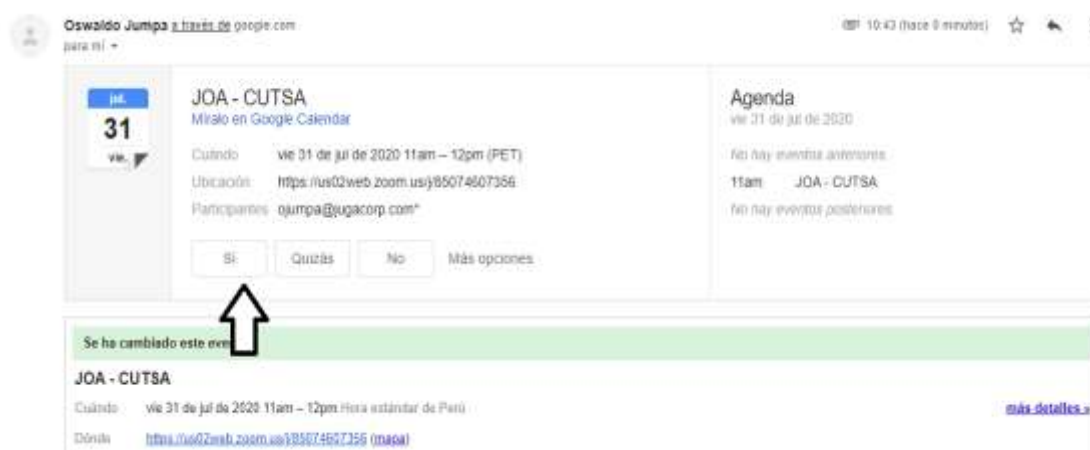 Oswaldo Jumpa a través de google.com
10:43 (hace 0 minutos)
para mí
jul.
31
vie.
JOA - CUTSA
Míralo en Google Calendar
Cuándo vie 31 de jul de 2020 11am – 12pm (PET)
Ubicación https://us02web.zoom.us/j/85074607356
Participantes ojumpa@jugacorp.com*
Sí Quizás No Más opciones
Agenda
vie 31 de jul de 2020
No hay eventos anteriores
11am JOA - CUTSA
No hay eventos posteriores
Se ha cambiado este eve
JOA - CUTSA
Cuándo vie 31 de jul de 2020 11am – 12pm Hora estándar de Perú
más detalles »
Dónde https://us02web.zoom.us/j/85074607356 (mapa)